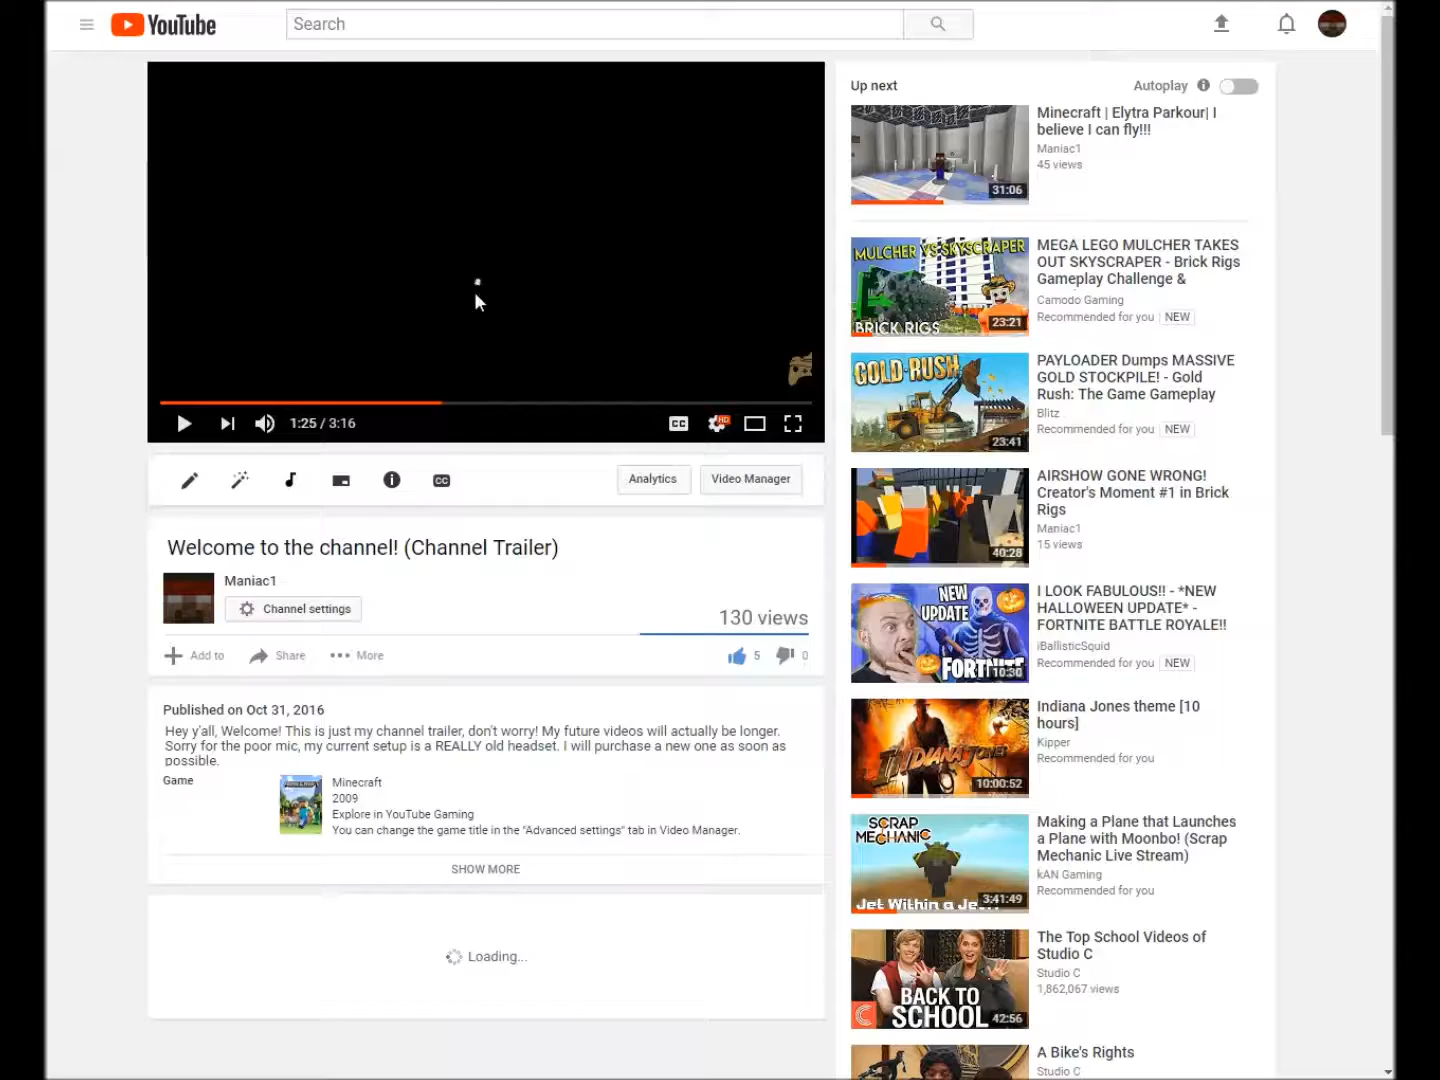 YouTube
Search
1:25 / 3:16
CC
HD
CC
Analytics
Video Manager
Welcome to the channel! (Channel Trailer)
Maniac1
Channel settings
130 views
Add to
Share
More
5
0
Published on Oct 31, 2016
Hey y'all, Welcome! This is just my channel trailer, don't worry! My future videos will actually be longer.
Sorry for the poor mic, my current setup is a REALLY old headset. I will purchase a new one as soon as
possible.
Game
Minecraft
2009
Explore in YouTube Gaming
You can change the game title in the "Advanced settings" tab in Video Manager.
SHOW MORE
Loading...
Up next
Autoplay
31:06
Minecraft | Elytra Parkour| I
believe I can fly!!!
Maniac1
45 views
MULCHER VS SKYSCRAPER
BRICK RIGS
23:21
MEGA LEGO MULCHER TAKES
OUT SKYSCRAPER - Brick Rigs
Gameplay Challenge &
Camodo Gaming
Recommended for you NEW
GOLD RUSH
23:41
PAYLOADER Dumps MASSIVE
GOLD STOCKPILE! - Gold
Rush: The Game Gameplay
Blitz
Recommended for you NEW
40:28
AIRSHOW GONE WRONG!
Creator's Moment #1 in Brick
Rigs
Maniac1
15 views
NEW
UPDATE
FORTNITE
10:30
I LOOK FABULOUS!! - *NEW
HALLOWEEN UPDATE* -
FORTNITE BATTLE ROYALE!!
iBallisticSquid
Recommended for you NEW
INDIANA JONES
10:00:52
Indiana Jones theme [10
hours]
Kipper
Recommended for you
SCRAP
MECHANIC
Jet Within a Jet
3:41:49
Making a Plane that Launches
a Plane with Moonbo! (Scrap
Mechanic Live Stream)
kAN Gaming
Recommended for you
BACK TO
SCHOOL
42:56
The Top School Videos of
Studio C
Studio C
1,862,067 views
A Bike's Rights
Studio C